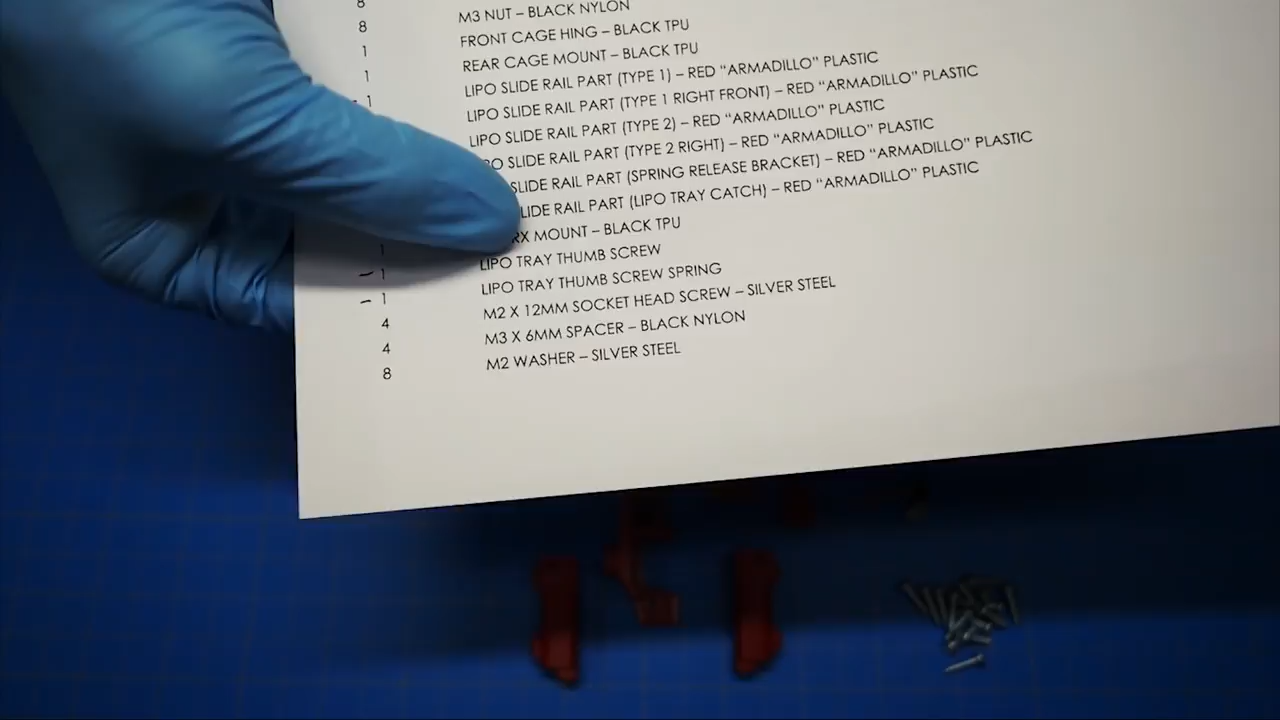 8
8 M3 NUT – BLACK NYLON
1 FRONT CAGE HING – BLACK TPU
1 REAR CAGE MOUNT – BLACK TPU
– 1 LIPO SLIDE RAIL PART (TYPE 1) – RED “ARMADILLO” PLASTIC
LIPO SLIDE RAIL PART (TYPE 1 RIGHT FRONT) – RED “ARMADILLO” PLASTIC
LIPO SLIDE RAIL PART (TYPE 2) – RED “ARMADILLO” PLASTIC
SLIDE RAIL PART (TYPE 2 RIGHT) – RED “ARMADILLO” PLASTIC
SLIDE RAIL PART (SPRING RELEASE BRACKET) – RED “ARMADILLO” PLASTIC
LIDE RAIL PART (LIPO TRAY CATCH) – RED “ARMADILLO” PLASTIC
1 RX MOUNT – BLACK TPU
– 1 LIPO TRAY THUMB SCREW
– 1 LIPO TRAY THUMB SCREW SPRING
4 M2 X 12MM SOCKET HEAD SCREW – SILVER STEEL
4 M3 X 6MM SPACER – BLACK NYLON
8 M2 WASHER – SILVER STEEL